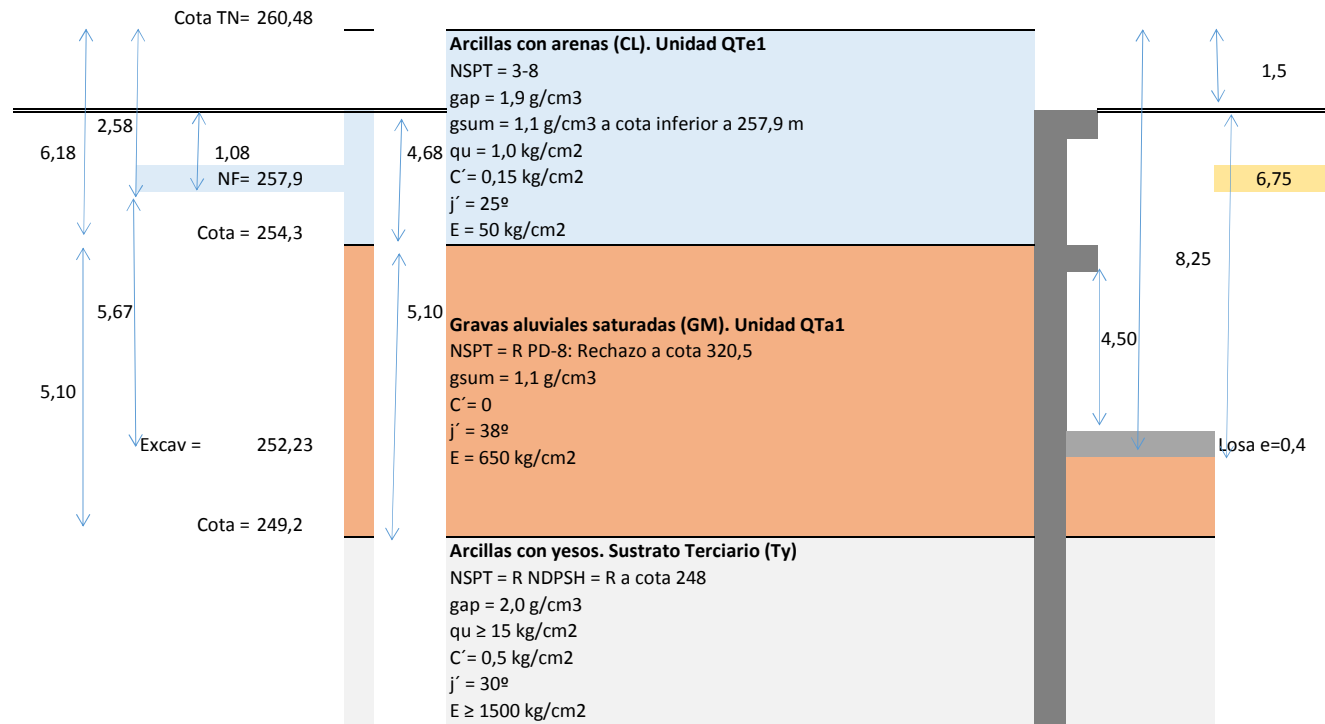 Cota TN= 260,48
Arcillas con arenas (CL). Unidad QTe1
NSPT = 3-8
gap = 1,9 g/cm3
gsum = 1,1 g/cm3 a cota inferior a 257,9 m
qu = 1,0 kg/cm2
C´= 0,15 kg/cm2
j´ = 25º
E = 50 kg/cm2
1,5
2,58
6,18
1,08
4,68
NF= 257,9
6,75
Cota = 254,3
8,25
5,67
5,10
Gravas aluviales saturadas (GM). Unidad QTa1
NSPT = R PD-8: Rechazo a cota 320,5
gsum = 1,1 g/cm3
C´= 0
j´ = 38º
E = 650 kg/cm2
4,50
5,10
Excav = 252,23
Losa e=0,4
Cota = 249,2
Arcillas con yesos. Sustrato Terciario (Ty)
NSPT = R NDPSH = R a cota 248
gap = 2,0 g/cm3
qu ≥ 15 kg/cm2
C´= 0,5 kg/cm2
j´ = 30º
E ≥ 1500 kg/cm2